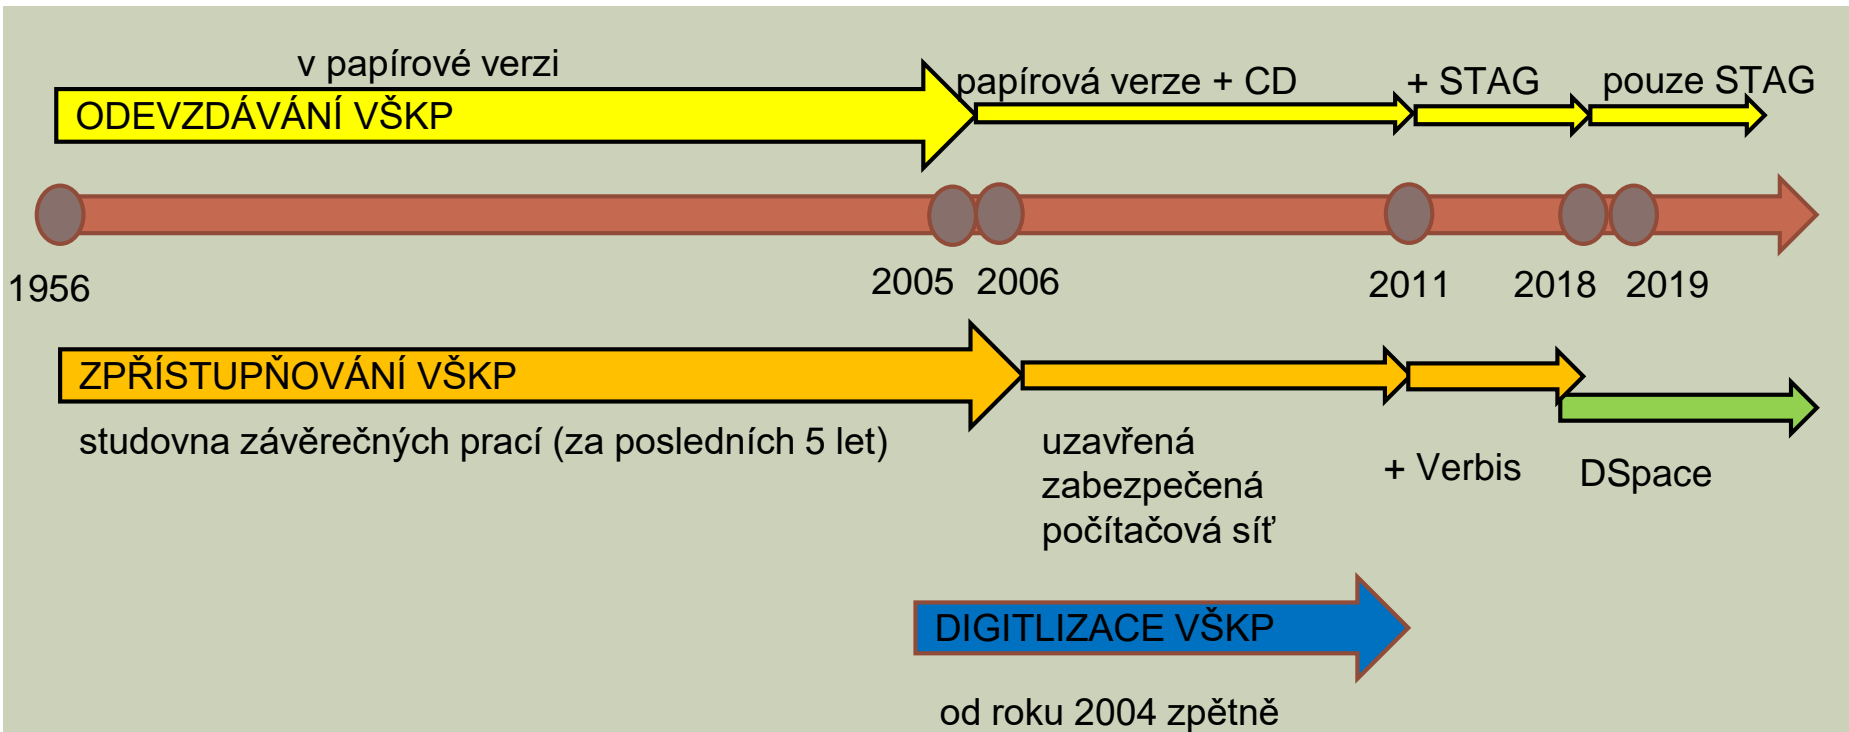 v papírové verzi
papírová verze + CD
+ STAG
pouze STAG
ODEVZDÁVÁNÍ VŠKP
1956
2005
2006
2011
2018
2019
ZPŘÍSTUPŇOVÁNÍ VŠKP
studovna závěrečných prací (za posledních 5 let)
uzavřená
zabezpečená
počítačová síť
+ Verbis
DSpace
DIGITLIZACE VŠKP
od roku 2004 zpětně